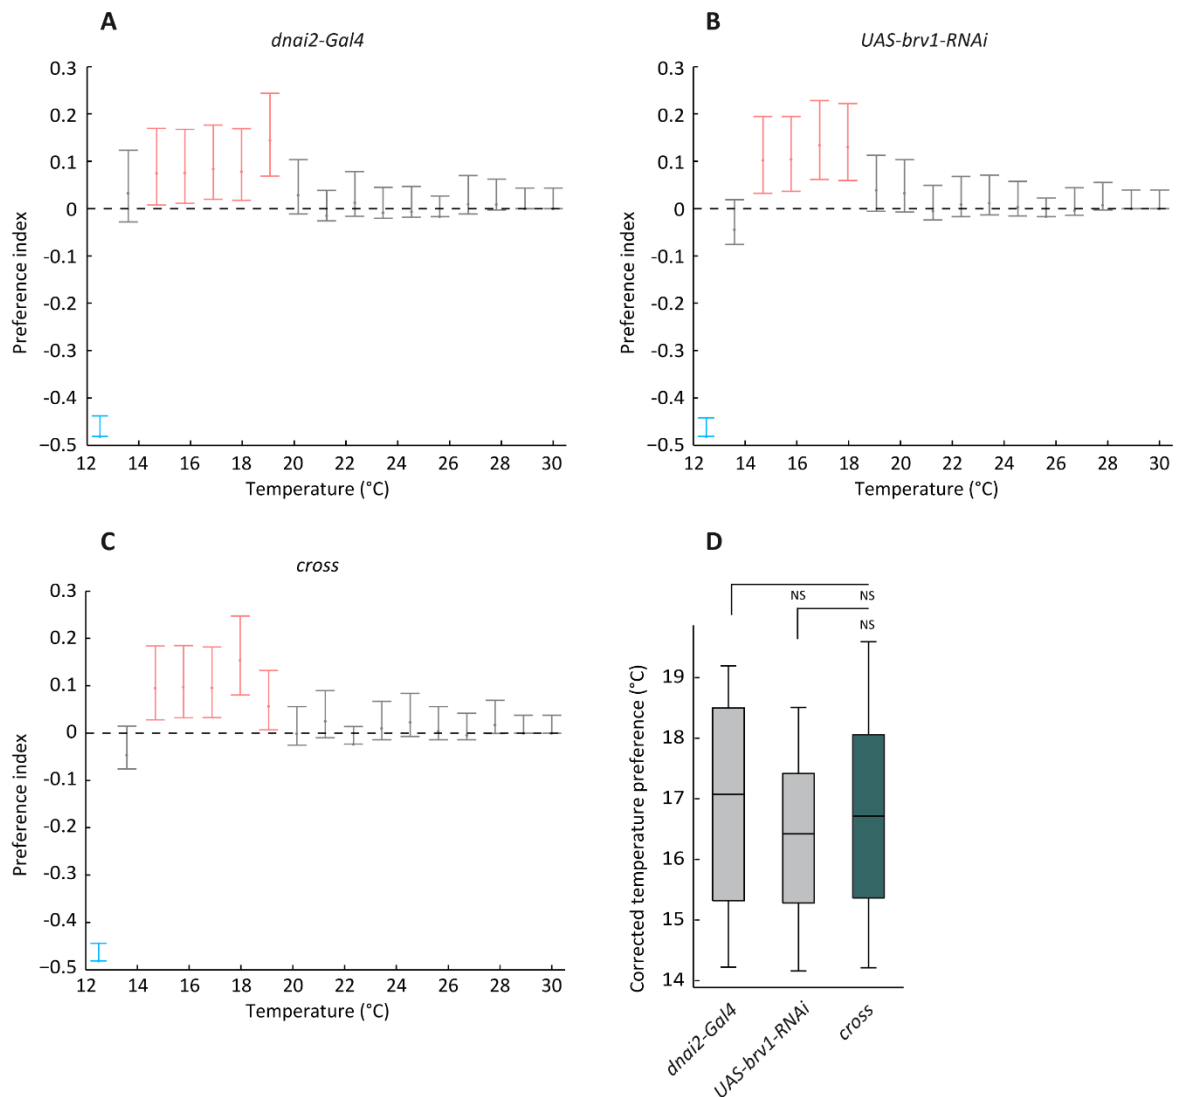 A
dnai2-Gal4
0.3
0.2
0.1
0
-0.1
-0.2
-0.3
-0.4
−0.5
Preference index
12 14 16 18 20 22 24 26 28 30
Temperature (°C)
B
UAS-brv1-RNAi
0.3
0.2
0.1
0
-0.1
-0.2
-0.3
-0.4
−0.5
Preference index
12 14 16 18 20 22 24 26 28 30
Temperature (°C)
C
cross
0.3
0.2
0.1
0
-0.1
-0.2
-0.3
-0.4
−0.5
Preference index
12 14 16 18 20 22 24 26 28 30
Temperature (°C)
D
NS NS
NS
19
18
17
16
15
14
Corrected temperature preference (°C)
dnai2-Gal4
UAS-brv1-RNAi
cross